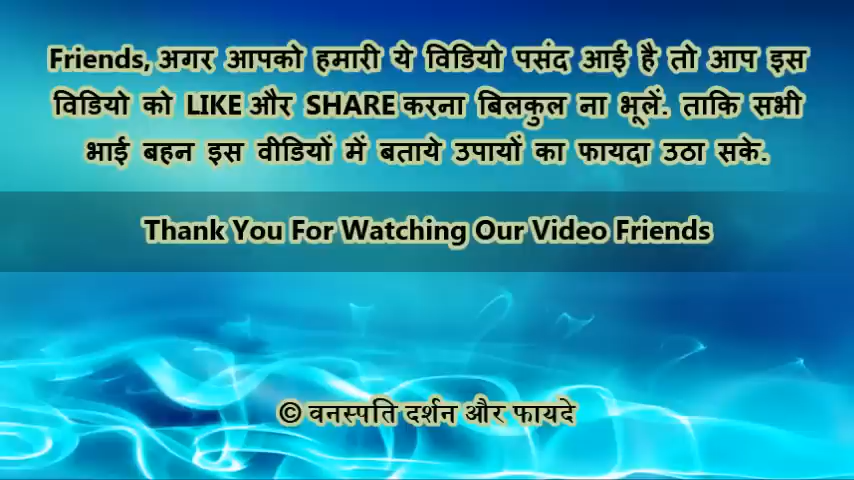 Friends, अगर आपको हमारी ये विडियो पसंद आई है तो आप इस
विडियो को LIKE और SHARE करना बिलकुल ना भूलें. ताकि सभी
भाई बहन इस वीडियों में बताये उपायों का फायदा उठा सके.
Thank You For Watching Our Video Friends
© वनस्पति दर्शन और फायदे